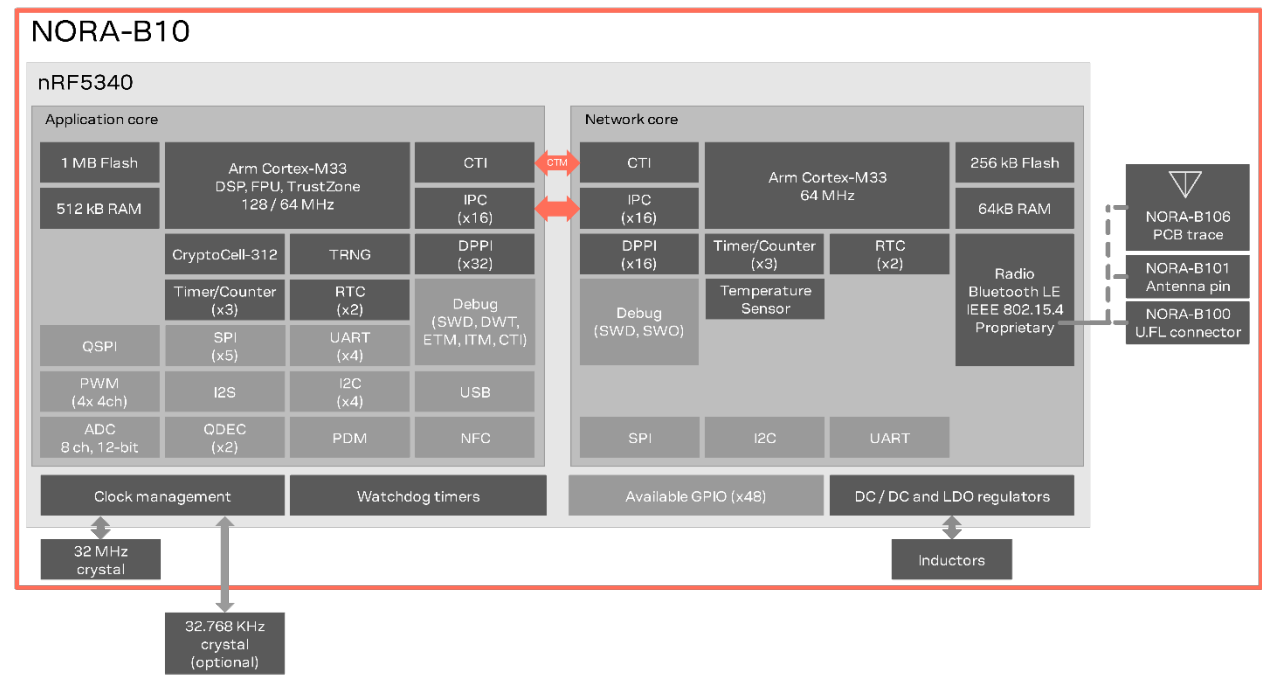 NORA-B10
nRF5340
Application core
1 MB Flash
512 kB RAM
Arm Cortex-M33
DSP, FPU, TrustZone
128 / 64 MHz
CTI
IPC
(x16)
CryptoCell-312
TRNG
DPPI
(x32)
Timer/Counter
(x3)
RTC
(x2)
Debug
(SWD, DWT,
ETM, ITM, CTI)
QSPI
SPI
(x5)
UART
(x4)
PWM
(4x 4ch)
I2S
I2C
(x4)
USB
ADC
8 ch, 12-bit
QDEC
(x2)
PDM
NFC
CTM
Network core
CTI
Arm Cortex-M33
64 MHz
256 kB Flash
IPC
(x16)
64kB RAM
DPPI
(x16)
Timer/Counter
(x3)
RTC
(x2)
Radio
Bluetooth LE
IEEE 802.15.4
Proprietary
Debug
(SWD, SWO)
Temperature
Sensor
SPI
I2C
UART
NORA-B106
PCB trace
NORA-B101
Antenna pin
NORA-B100
U.FL connector
Clock management
Watchdog timers
Available GPIO (x48)
DC / DC and LDO regulators
32 MHz
crystal
Inductors
32.768 KHz
crystal
(optional)